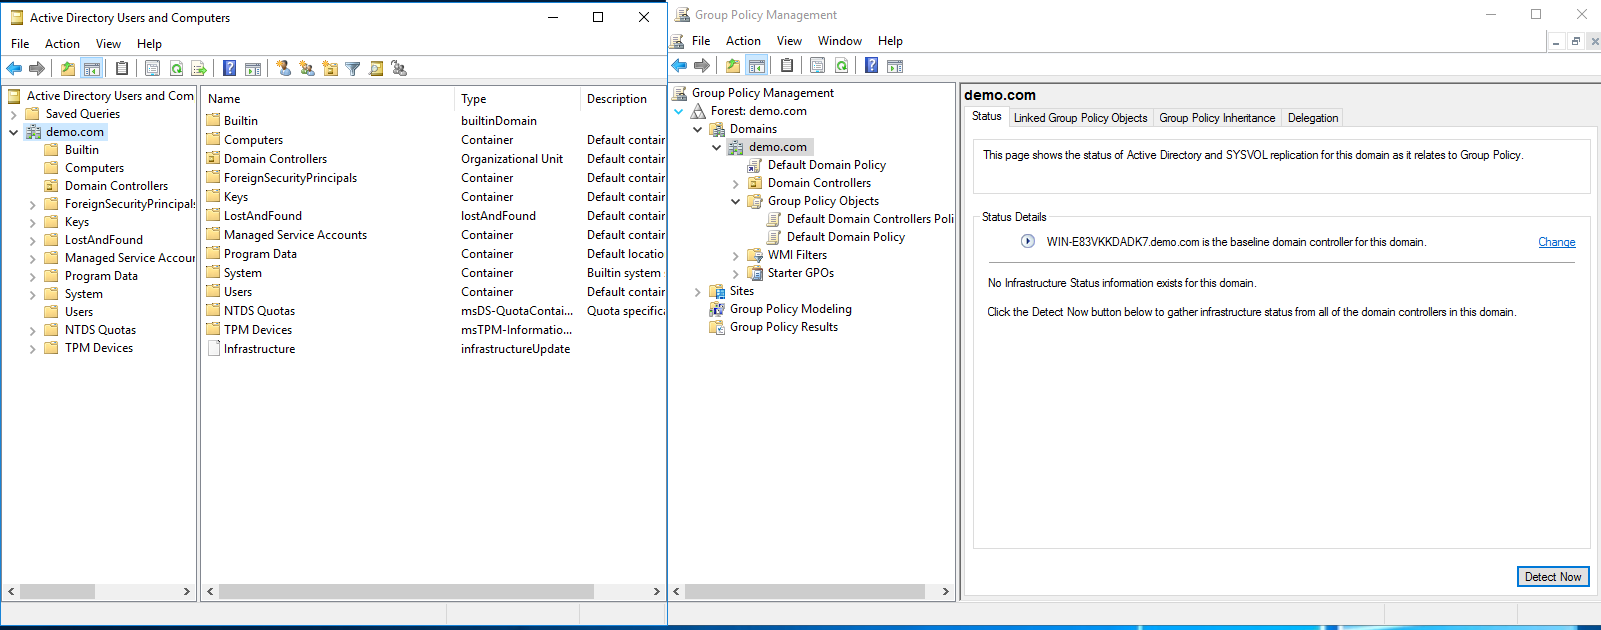 Active Directory Users and Computers
File Action View Help
Active Directory Users and Com
Saved Queries
demo.com
Builtin
Computers
Domain Controllers
ForeignSecurityPrincipals
Keys
LostAndFound
Managed Service Accour
Program Data
System
Users
NTDS Quotas
TPM Devices
Name Type Description
Builtin builtinDomain
Computers Container Default contair
Domain Controllers Organizational Unit Default contair
ForeignSecurityPrincipals Container Default contair
Keys Container Default contair
LostAndFound lostAndFound Default contair
Managed Service Accounts Container Default contair
Program Data Container Default locatio
System Container Builtin system
Users Container Default contair
NTDS Quotas msDS-QuotaContai... Quota specifica
TPM Devices msTPM-Informatio...
Infrastructure infrastructureUpdate
Group Policy Management
File Action View Window Help
Group Policy Management
Forest: demo.com
Domains
demo.com
Default Domain Policy
Domain Controllers
Group Policy Objects
Default Domain Controllers Poli
Default Domain Policy
WMI Filters
Starter GPOs
Sites
Group Policy Modeling
Group Policy Results
demo.com
Status Linked Group Policy Objects Group Policy Inheritance Delegation
This page shows the status of Active Directory and SYSVOL replication for this domain as it relates to Group Policy.
Status Details
WIN-E83VKKDADK7.demo.com is the baseline domain controller for this domain. Change
No Infrastructure Status information exists for this domain.
Click the Detect Now button below to gather infrastructure status from all of the domain controllers in this domain.
Detect Now